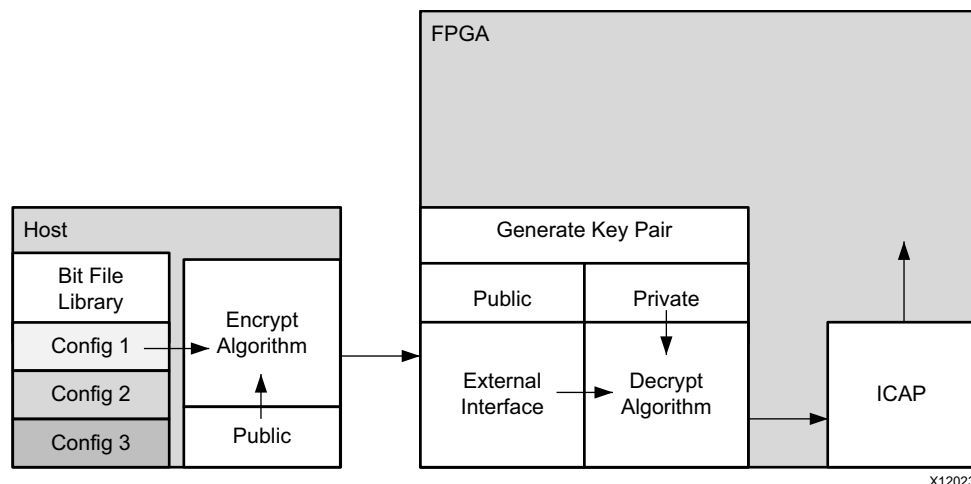 FPGA
Host
Bit File
Library
Config 1
Config 2
Config 3
Encrypt
Algorithm
Public
Generate Key Pair
Public
Private
External
Interface
Decrypt
Algorithm
ICAP